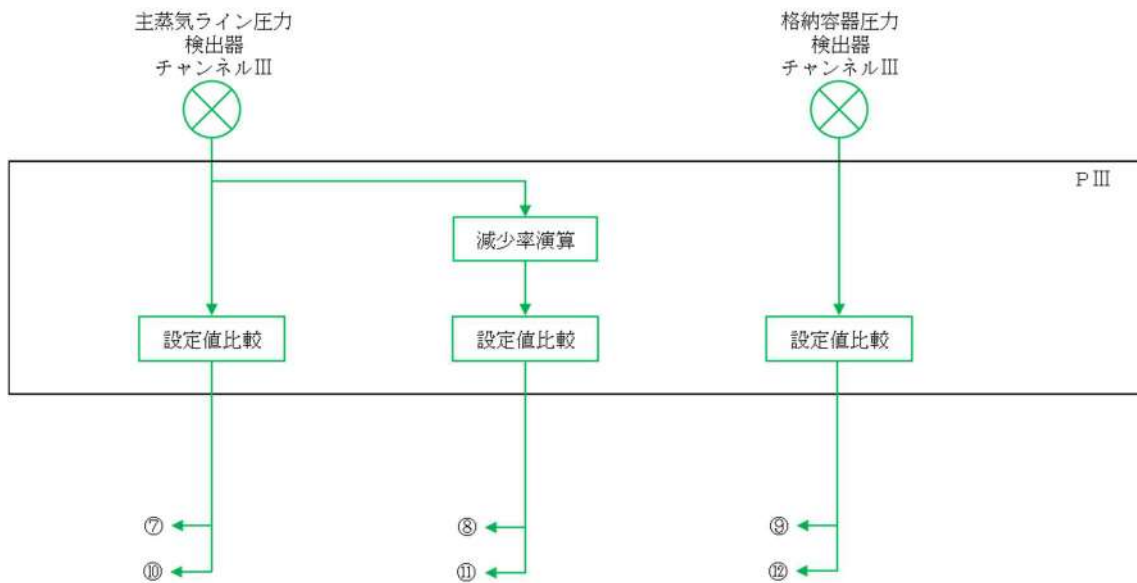 主蒸気ライン圧力
検出器
チャンネルⅢ
格納容器圧力
検出器
チャンネルⅢ
ＰⅢ
減少率演算
設定値比較
設定値比較
設定値比較
⑦
⑧
⑨
⑩
⑪
⑫